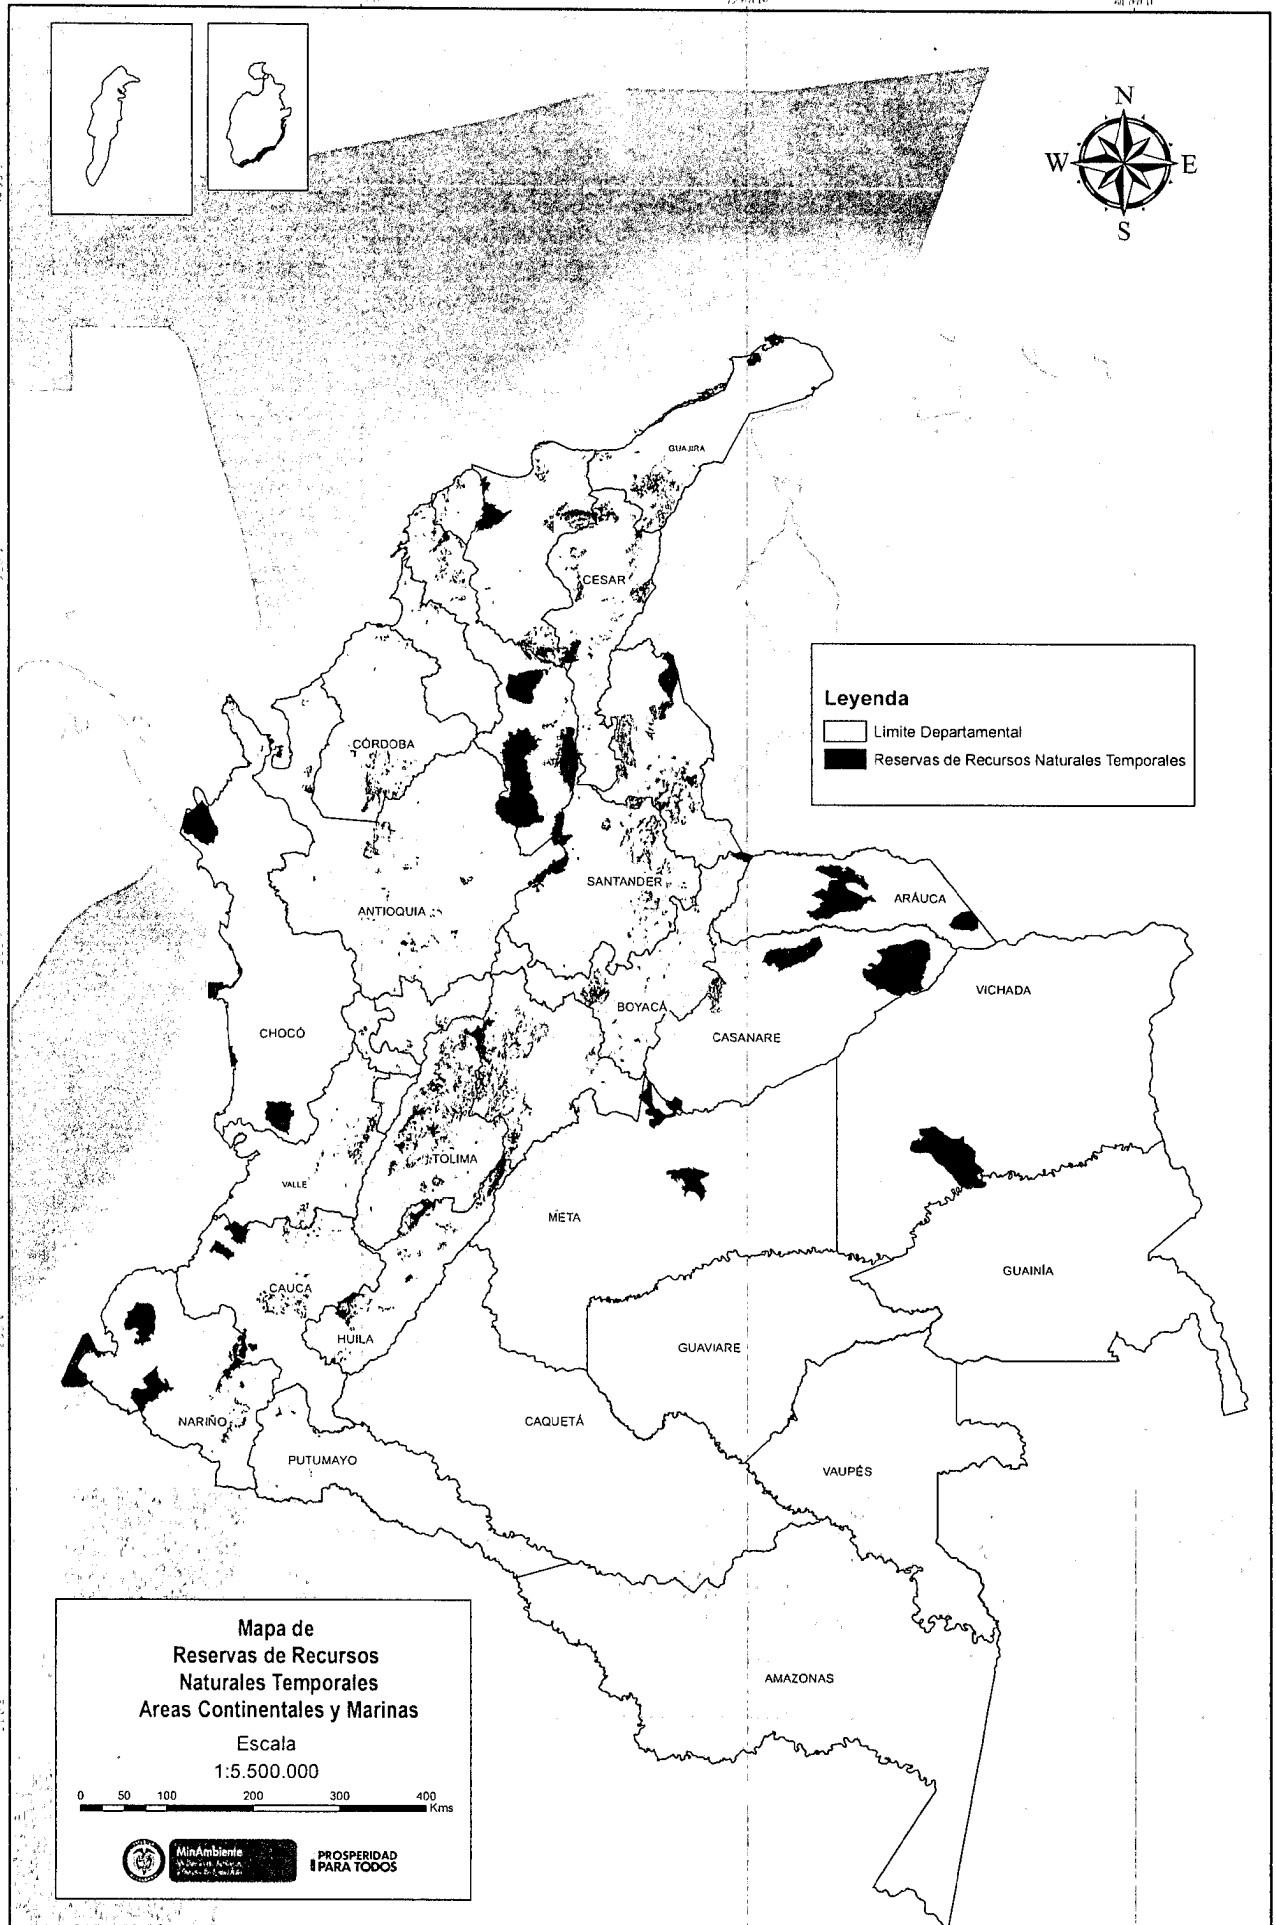 N
W E
S
GUAJIRA
CESAR
Leyenda
Limite Departamental
Reservas de Recursos Naturales Temporales
CÓRDOBA
SANTANDER
ARAUCA
ANTIOQUIA
VICHADA
BOYACÁ
CHOCÓ
CASANARE
TOLIMA
VALLE
META
GUAINÍA
CAUCA
HUILA
GUAVIARE
NARIÑO
CAQUETÁ
PUTUMAYO
VAUPÉS
AMAZONAS
Mapa de
Reservas de Recursos
Naturales Temporales
Areas Continentales y Marinas
Escala
1:5.500.000
0 50 100 200 300 400
Kms
MinAmbiente
PROSPERIDAD
PARA TODOS